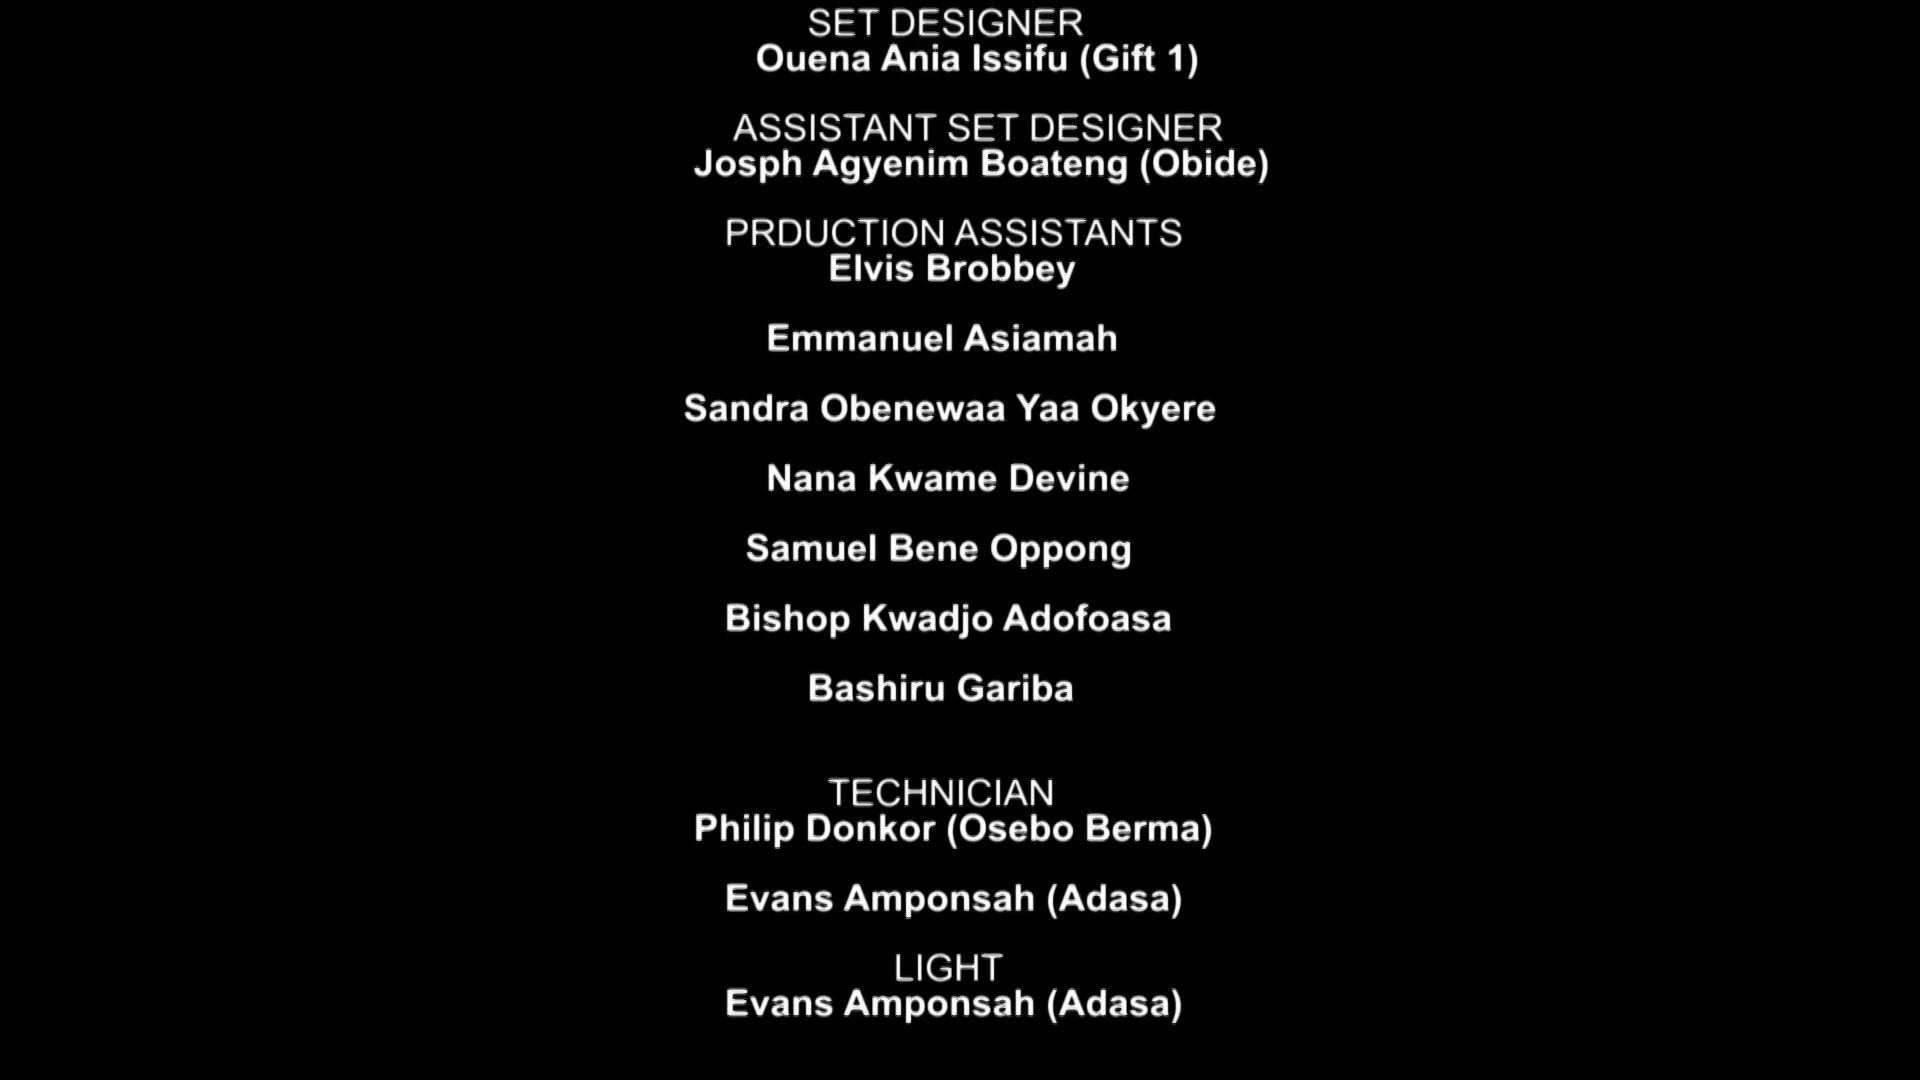 SET DESIGNER
Ouena Ania Issifu (Gift 1)
ASSISTANT SET DESIGNER
Josph Agyenim Boateng (Obide)
PRDUCTION ASSISTANTS
Elvis Brobbey
Emmanuel Asiamah
Sandra Obenewaa Yaa Okyere
Nana Kwame Devine
Samuel Bene Oppong
Bishop Kwadjo Adofoasa
Bashiru Gariba
TECHNICIAN
Philip Donkor (Osebo Berma)
Evans Amponsah (Adasa)
LIGHT
Evans Amponsah (Adasa)